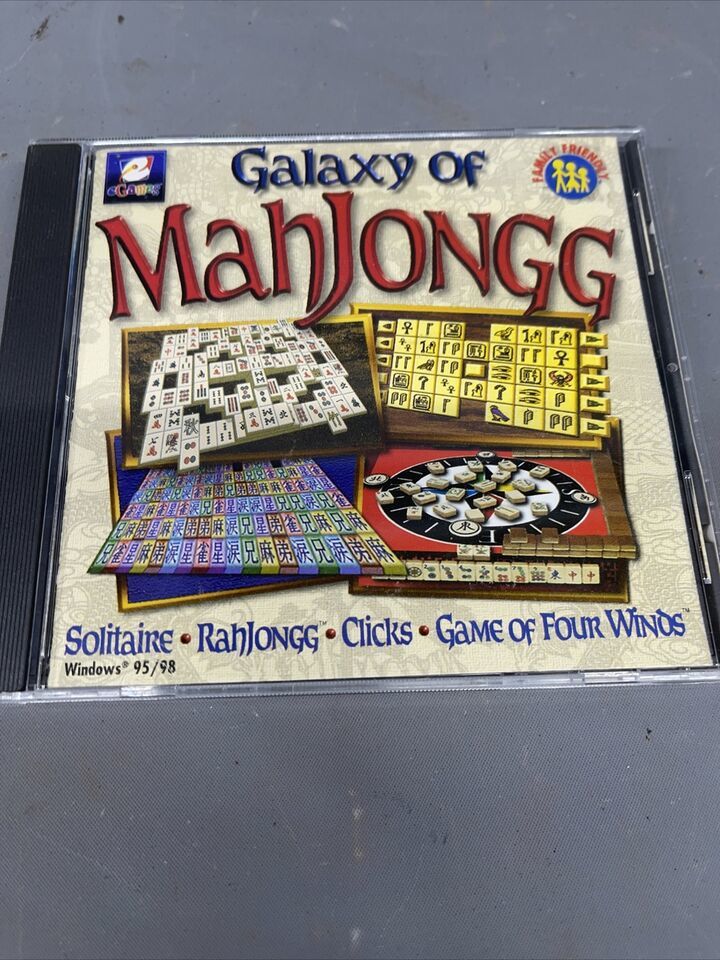 eGames
Galaxy of
FAMILY FRIENDLY
MahJongg
Solitaire • RahJongg™ • Clicks • Game of Four Winds™
Windows® 95/98